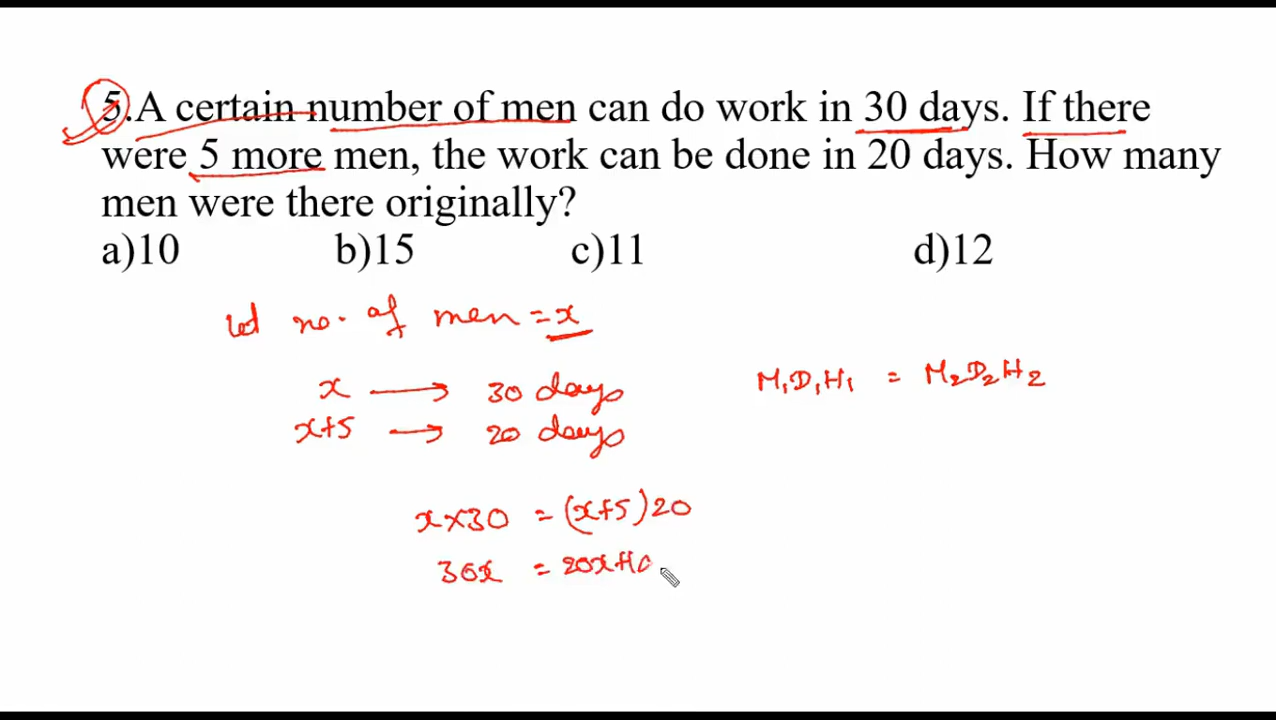 5.A certain number of men can do work in 30 days. If there
were 5 more men, the work can be done in 20 days. How many
men were there originally?
a)10 b)15 c)11 d)12
let no. of men = x
x → 30 days
M₁D₁H₁ = M₂D₂H₂
x+5 → 20 days
x×30 = (x+5)20
30x = 20x+10